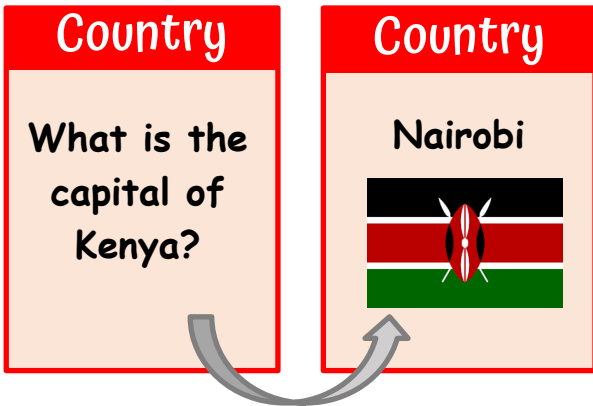 Country
What is the
capital of
Kenya?
Country
Nairobi